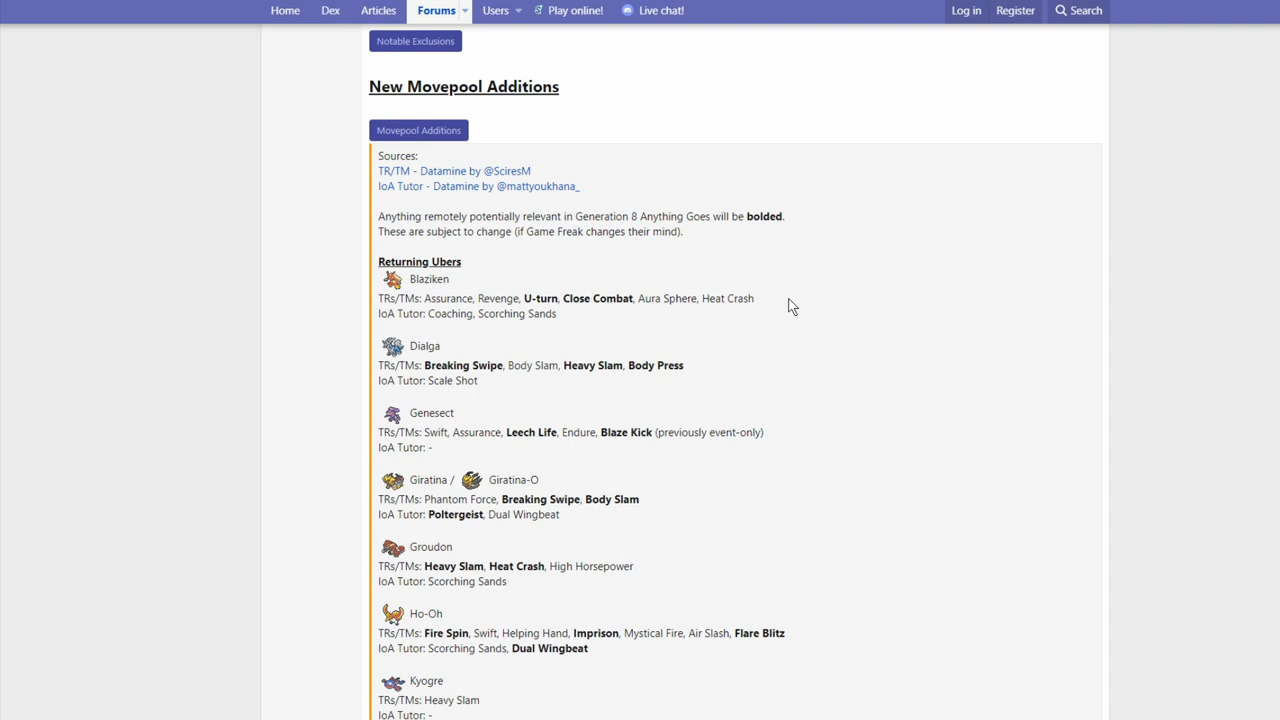 Home Dex Articles Forums Users Play online! Live chat! Log in Register Search
Notable Exclusions
New Movepool Additions
Movepool Additions
Sources:
TR/TM - Datamine by @SciresM
IoA Tutor - Datamine by @mattyoukhana_
Anything remotely potentially relevant in Generation 8 Anything Goes will be bolded.
These are subject to change (if Game Freak changes their mind).
Returning Ubers
Blaziken
TRs/TMs: Assurance, Revenge, U-turn, Close Combat, Aura Sphere, Heat Crash
IoA Tutor: Coaching, Scorching Sands
Dialga
TRs/TMs: Breaking Swipe, Body Slam, Heavy Slam, Body Press
IoA Tutor: Scale Shot
Genesect
TRs/TMs: Swift, Assurance, Leech Life, Endure, Blaze Kick (previously event-only)
IoA Tutor: -
Giratina / Giratina-O
TRs/TMs: Phantom Force, Breaking Swipe, Body Slam
IoA Tutor: Poltergeist, Dual Wingbeat
Groudon
TRs/TMs: Heavy Slam, Heat Crash, High Horsepower
IoA Tutor: Scorching Sands
Ho-Oh
TRs/TMs: Fire Spin, Swift, Helping Hand, Imprison, Mystical Fire, Air Slash, Flare Blitz
IoA Tutor: Scorching Sands, Dual Wingbeat
Kyogre
TRs/TMs: Heavy Slam
IoA Tutor: -